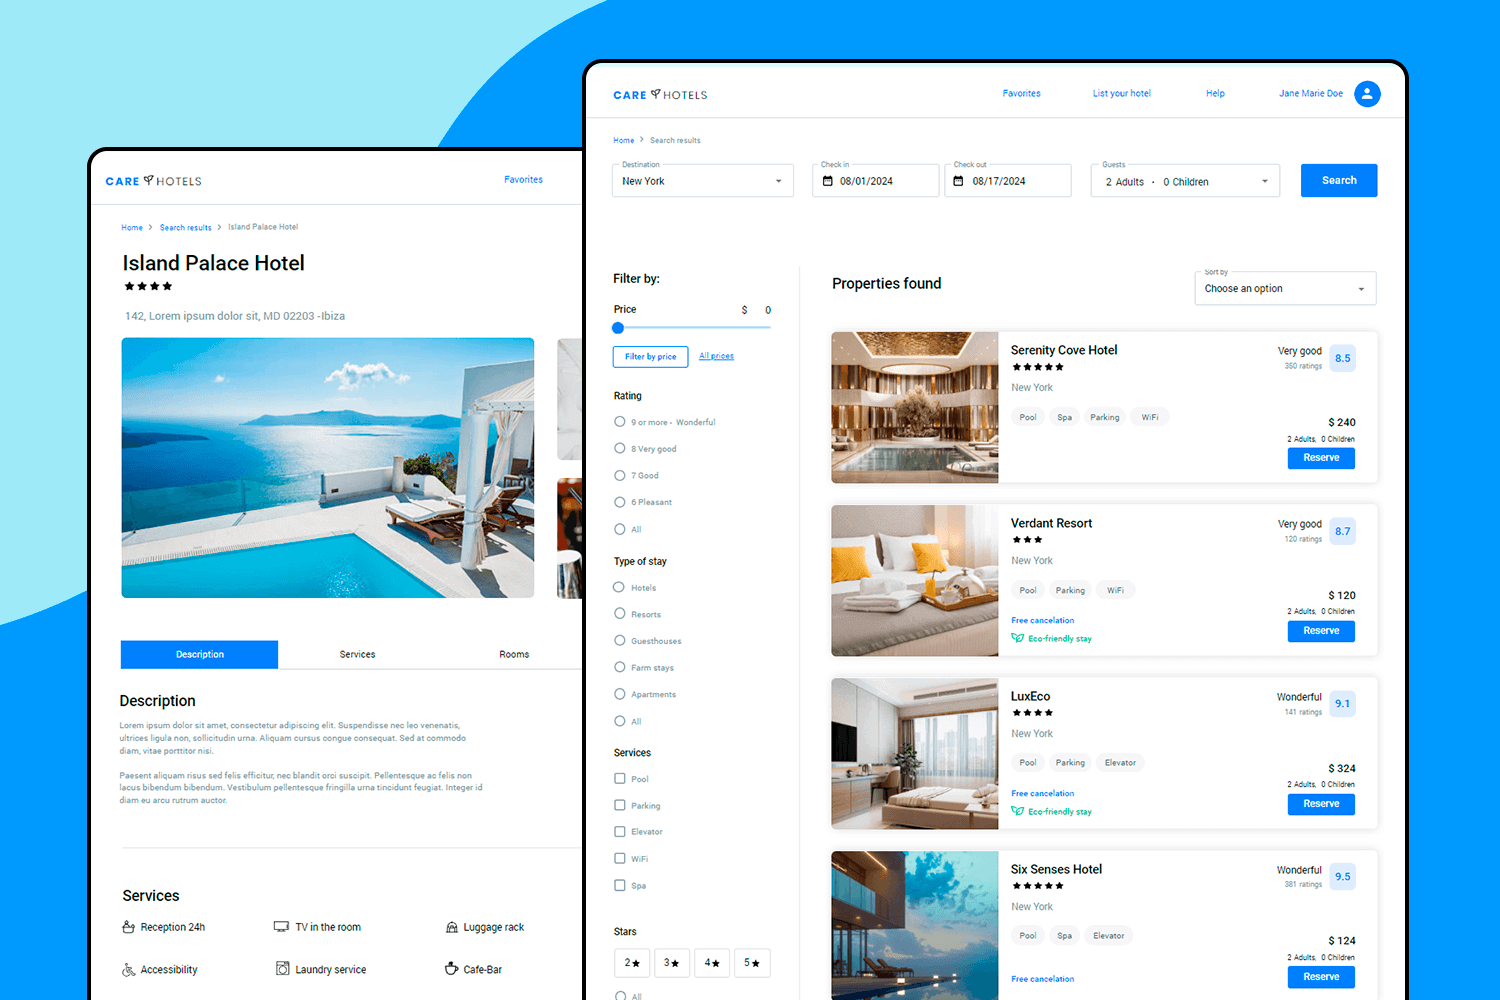 CARE HOTELS
Favorites
Home > Search results > Island Palace Hotel
Island Palace Hotel
★★★★
142, Lorem ipsum dolor sit, MD 02203 -Ibiza
Description Services Rooms
Description
Lorem ipsum dolor sit amet, consectetur adipiscing elit. Suspendisse nec leo venenatis,
ultrices ligula non, sollicitudin urna. Aliquam cursus congue consequat. Sed at commodo
diam, vitae porttitor nisi.
Paesent aliquam risus sed felis efficitur, nec blandit orci suscipit. Pellentesque ac felis non
lacus bibendum bibendum. Vestibulum pellentesque fringilla urna tincidunt feugiat. Integer id
diam eu arcu rutrum auctor.
Services
Reception 24h TV in the room Luggage rack
Accessibility Laundry service Cafe-Bar
CARE HOTELS
Favorites List your hotel Help Jane Marie Doe
Home > Search results
Destination
New York
Check in
08/01/2024
Check out
08/17/2024
Guests
2 Adults · 0 Children
Search
Filter by:
Price $ 0
Filter by price All prices
Rating
9 or more - Wonderful
8 Very good
7 Good
6 Pleasant
All
Type of stay
Hotels
Resorts
Guesthouses
Farm stays
Apartments
All
Services
Pool
Parking
Elevator
WiFi
Spa
Stars
2★ 3★ 4★ 5★
All
Properties found
Sort by
Choose an option
Serenity Cove Hotel
★★★★★
New York
Pool Spa Parking WiFi
Very good 8.5
350 ratings
$ 240
2 Adults, 0 Children
Reserve
Verdant Resort
★★★
New York
Pool Parking WiFi
Free cancelation
Eco-friendly stay
Very good 8.7
120 ratings
$ 120
2 Adults, 0 Children
Reserve
LuxEco
★★★★
New York
Pool Parking Elevator
Free cancelation
Eco-friendly stay
Wonderful 9.1
141 ratings
$ 324
2 Adults, 0 Children
Reserve
Six Senses Hotel
★★★★★
New York
Pool Spa Elevator
Free cancelation
Wonderful 9.5
381 ratings
$ 124
2 Adults, 0 Children
Reserve